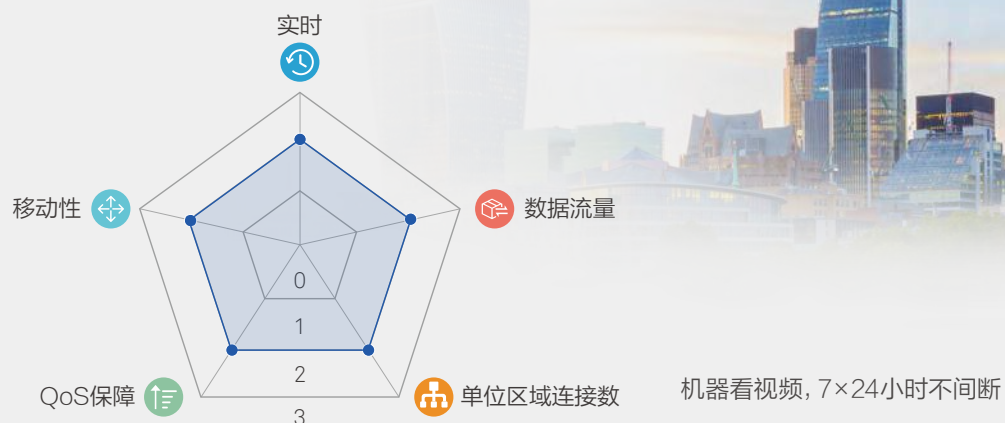 实时
移动性
数据流量
0
1
2
3
QoS保障
单位区域连接数
机器看视频, 7×24小时不间断